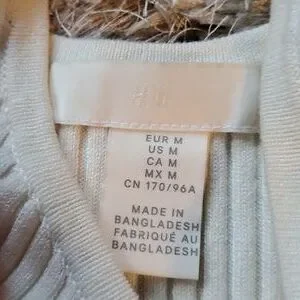 EUR M
US M
CA M
MX M
CN 170/96A
MADE IN
BANGLADESH
FABRIQUÉ AU
BANGLADESH